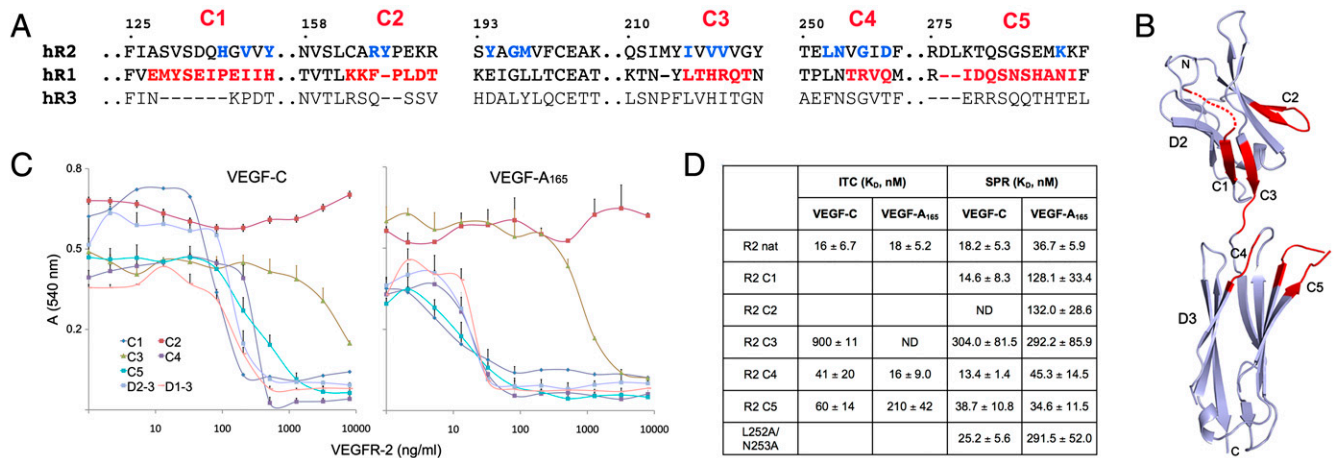 A
C1 C2 C3 C4 C5
125 158 193 210 250 275
hR2 ..FIASVSDQHGVVY NVSLCARYPEKR SYAGMVFCEAK ..QSIMYIVVVVGY TELNVGIDF.. RDLKTQSGSEMKKF
hR1 ..FVEMYSEIPEIIH TVTLKKF-PLDT KEIGLLTCEAT ..KTN-YLTHRQTN TPLNTRVQM.. R--IDQSNSHANIF
hR3 ..FIN------KPDT NVTLRSQ--SSV HDALYLQCETT ..LSNPFLVHITGN AEFNSGVTF.. ---ERRSQQTHTEL
B
N
C2
D2
C1
C3
C4
C5
D3
C
C
VEGF-C VEGF-A165
A (540 nm)
0.8
0.5
0.2
C1 C2
C3 C4
C5
D2-3 D1-3
10 100 1000 10000 10 100 1000 10000
VEGFR-2 (ng/ml)
D
ITC (KD, nM) SPR (KD, nM)
VEGF-C VEGF-A165 VEGF-C VEGF-A165
R2 nat 16 ± 6.7 18 ± 5.2 18.2 ± 5.3 36.7 ± 5.9
R2 C1 14.6 ± 8.3 128.1 ± 33.4
R2 C2 ND 132.0 ± 28.6
R2 C3 900 ± 11 ND 304.0 ± 81.5 292.2 ± 85.9
R2 C4 41 ± 20 16 ± 9.0 13.4 ± 1.4 45.3 ± 14.5
R2 C5 60 ± 14 210 ± 42 38.7 ± 10.8 34.6 ± 11.5
L252A/
N253A 25.2 ± 5.6 291.5 ± 52.0